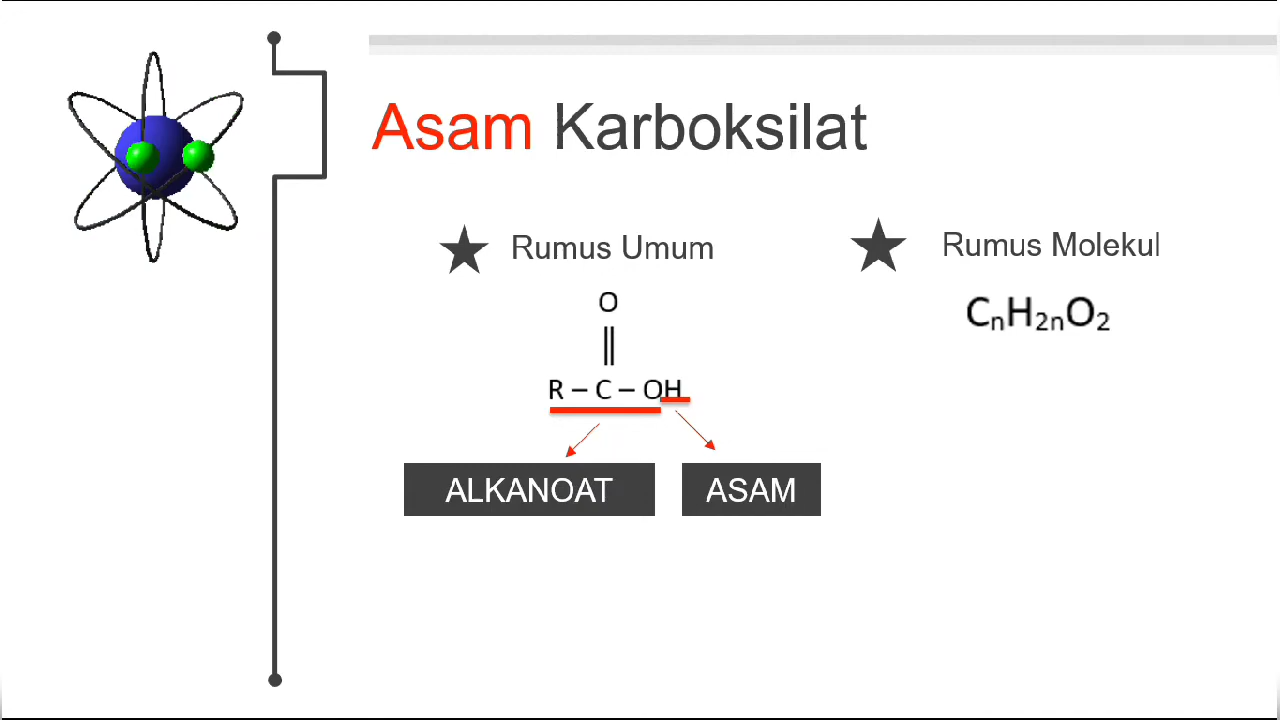 Asam Karboksilat
Rumus Umum
O
||
R – C – OH
ALKANOAT
ASAM
Rumus Molekul
CₙH₂ₙO₂